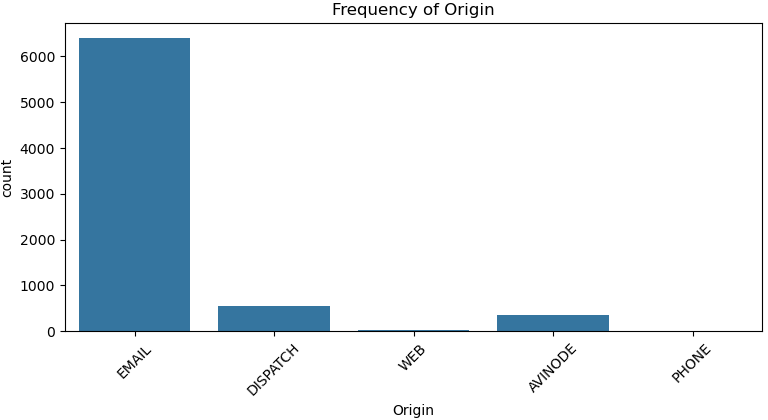 Frequency of Origin
6000
5000
4000
3000
2000
1000
0
count
EMAIL
DISPATCH
WEB
AVINODE
PHONE
Origin